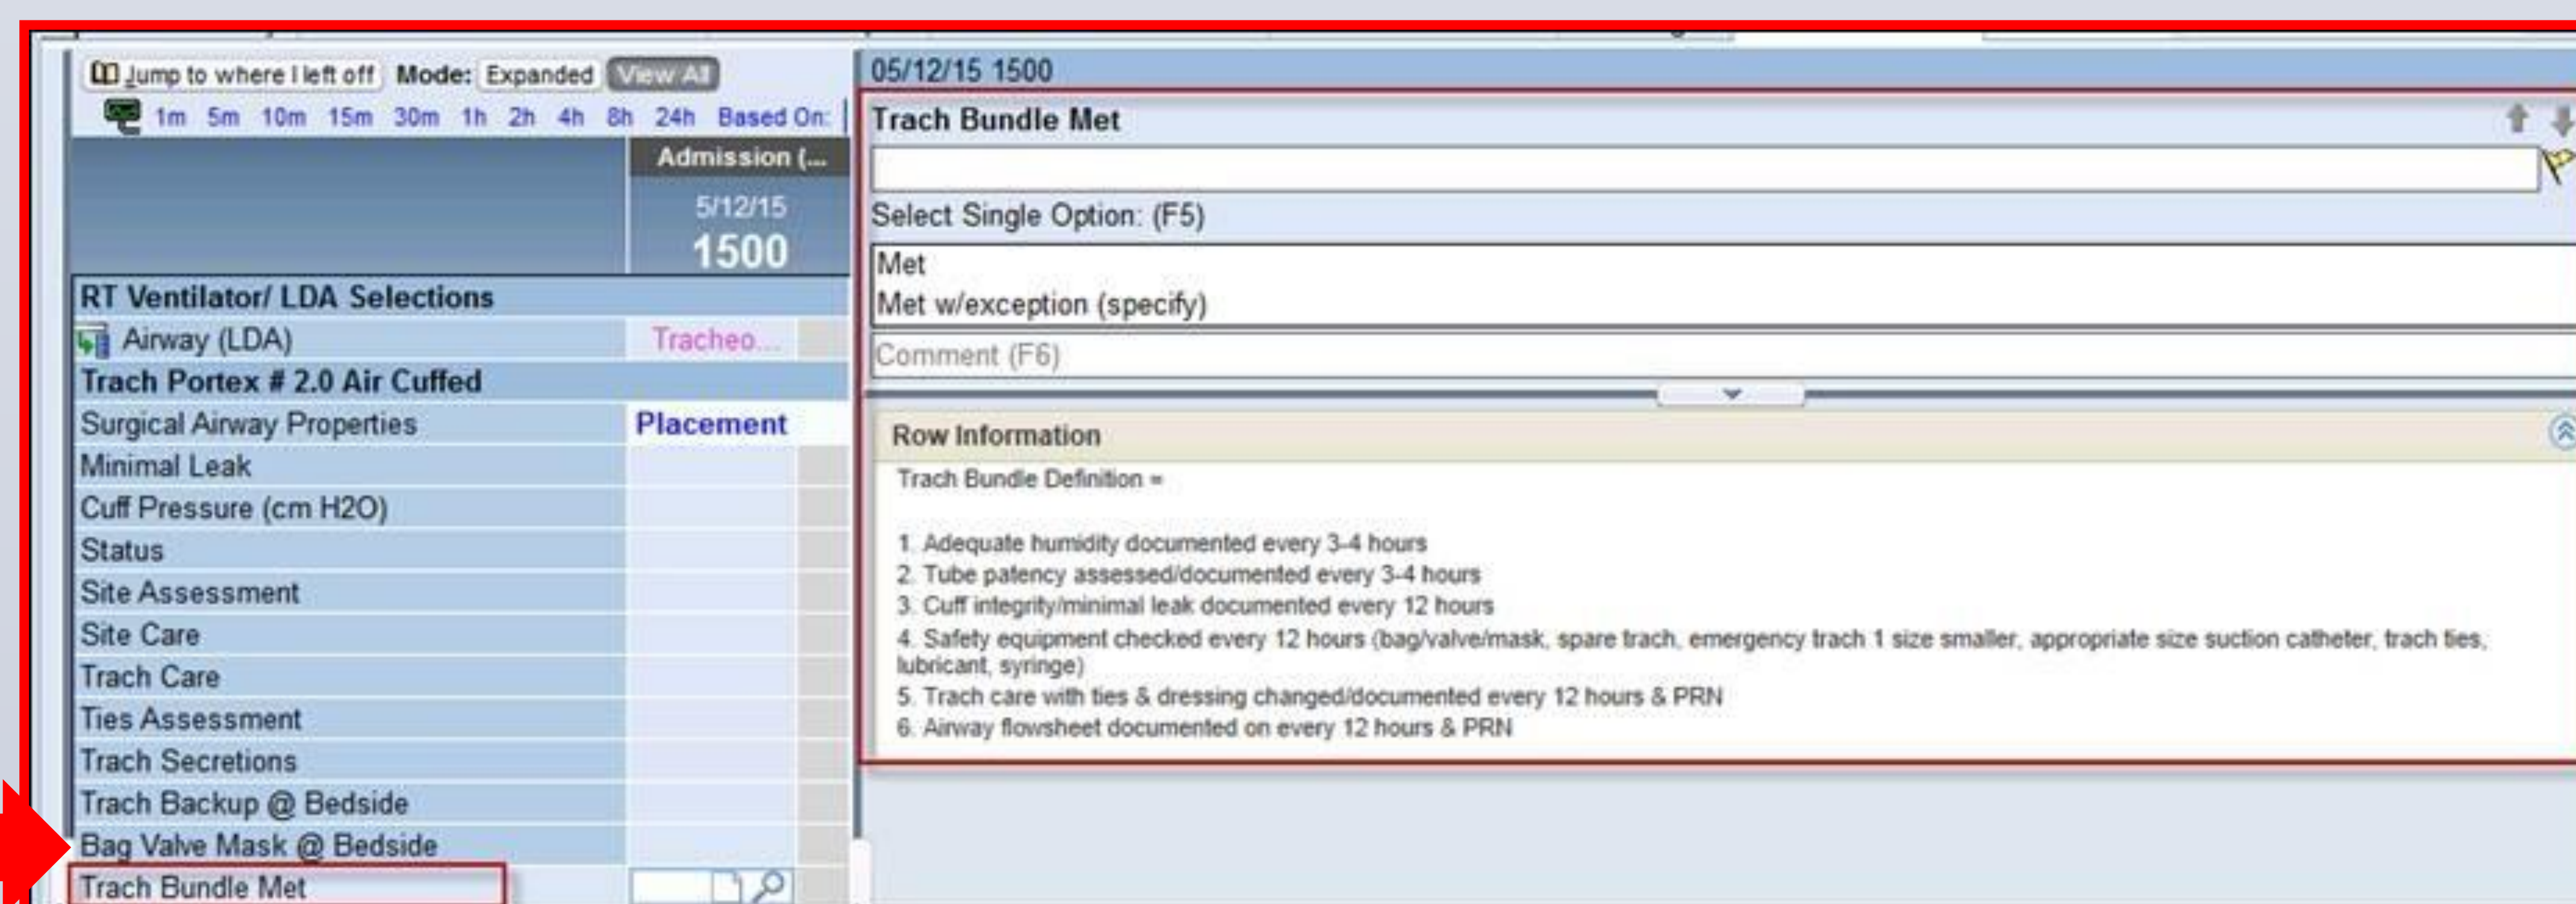 Jump to where I left off Mode: Expanded View All
1m 5m 10m 15m 30m 1h 2h 4h 8h 24h Based On:
Admission (...
5/12/15
1500
RT Ventilator/ LDA Selections
Airway (LDA) Tracheo...
Trach Portex # 2.0 Air Cuffed
Surgical Airway Properties Placement
Minimal Leak
Cuff Pressure (cm H2O)
Status
Site Assessment
Site Care
Trach Care
Ties Assessment
Trach Secretions
Trach Backup @ Bedside
Bag Valve Mask @ Bedside
Trach Bundle Met
05/12/15 1500
Trach Bundle Met
Select Single Option: (F5)
Met
Met w/exception (specify)
Comment (F6)
Row Information
Trach Bundle Definition =
1. Adequate humidity documented every 3-4 hours
2. Tube patency assessed/documented every 3-4 hours
3. Cuff integrity/minimal leak documented every 12 hours
4. Safety equipment checked every 12 hours (bag/valve/mask, spare trach, emergency trach 1 size smaller, appropriate size suction catheter, trach ties,
lubricant, syringe)
5. Trach care with ties & dressing changed/documented every 12 hours & PRN
6. Airway flowsheet documented on every 12 hours & PRN